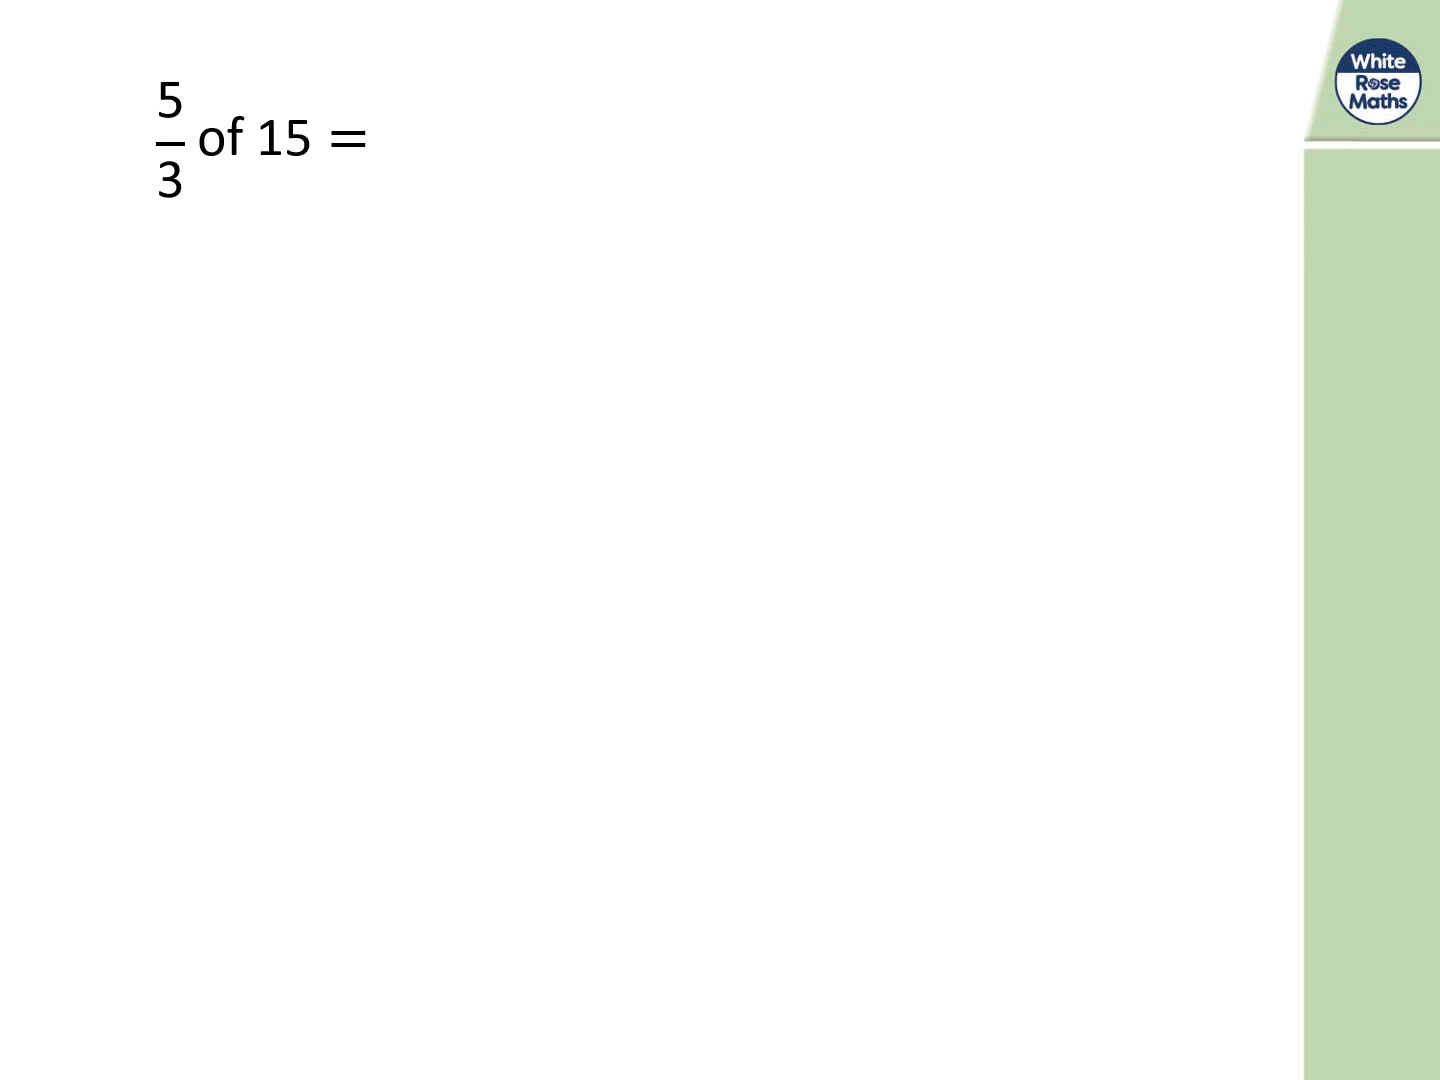 5/3 of 15 =
White
Rose
Maths